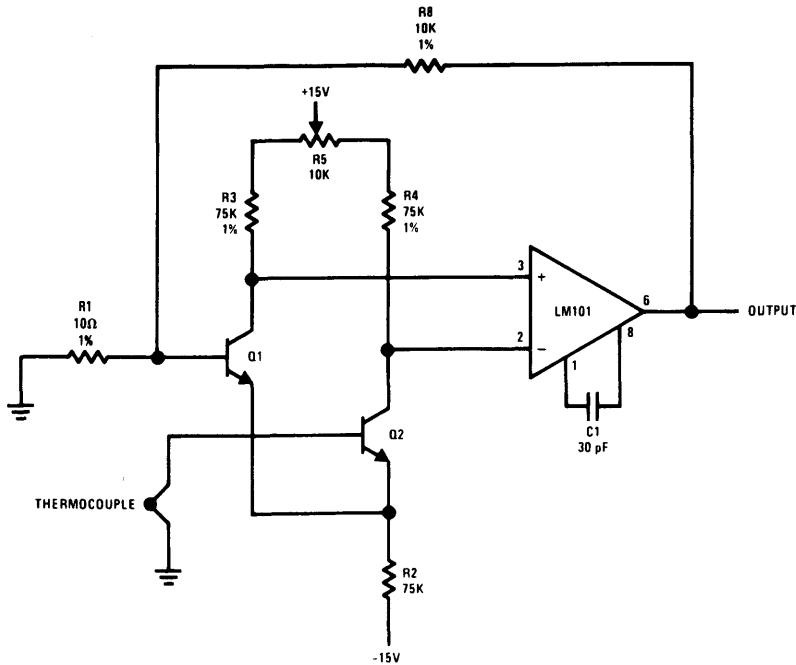 R8
10K
1%
+15V
R5
10K
R3
75K
1%
R4
75K
1%
3
+
LM101
6
OUTPUT
8
2
−
1
C1
30 pF
R1
10Ω
1%
Q1
Q2
THERMOCOUPLE
R2
75K
-15V